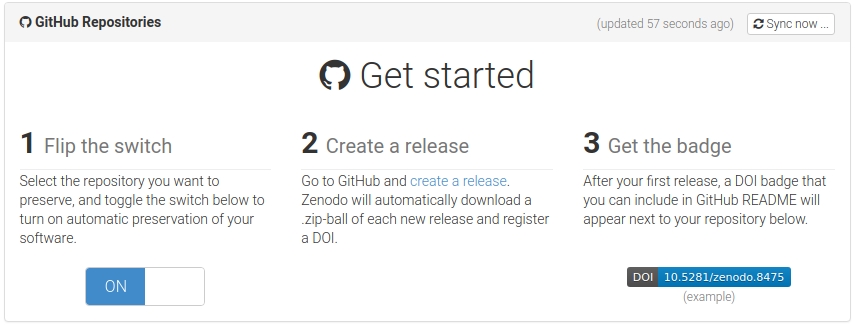 GitHub Repositories
(updated 57 seconds ago)
Sync now ...
Get started
1 Flip the switch
Select the repository you want to
preserve, and toggle the switch below to
turn on automatic preservation of your
software.
ON
2 Create a release
Go to GitHub and create a release.
Zenodo will automatically download a
.zip-ball of each new release and register
a DOI.
3 Get the badge
After your first release, a DOI badge that
you can include in GitHub README will
appear next to your repository below.
DOI 10.5281/zenodo.8475
(example)